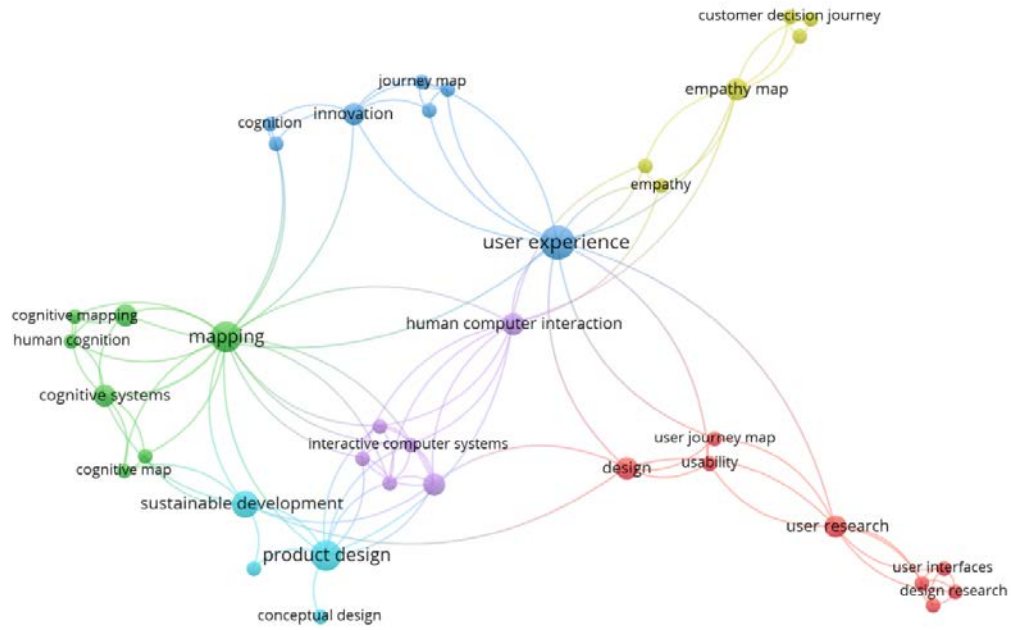 customer decision journey
journey map
empathy map
innovation
cognition
empathy
user experience
cognitive mapping
human computer interaction
mapping
human cognition
cognitive systems
user journey map
interactive computer systems
usability
design
cognitive map
sustainable development
user research
product design
user interfaces
design research
conceptual design